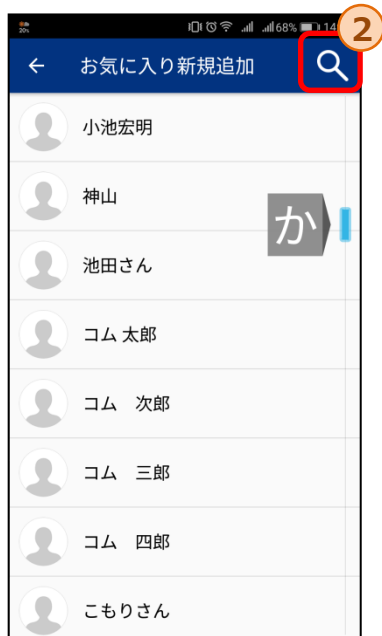 20%
68% 14
2
← お気に入り新規追加
小池宏明
神山
か
池田さん
コム 太郎
コム　次郎
コム　三郎
コム　四郎
こもりさん